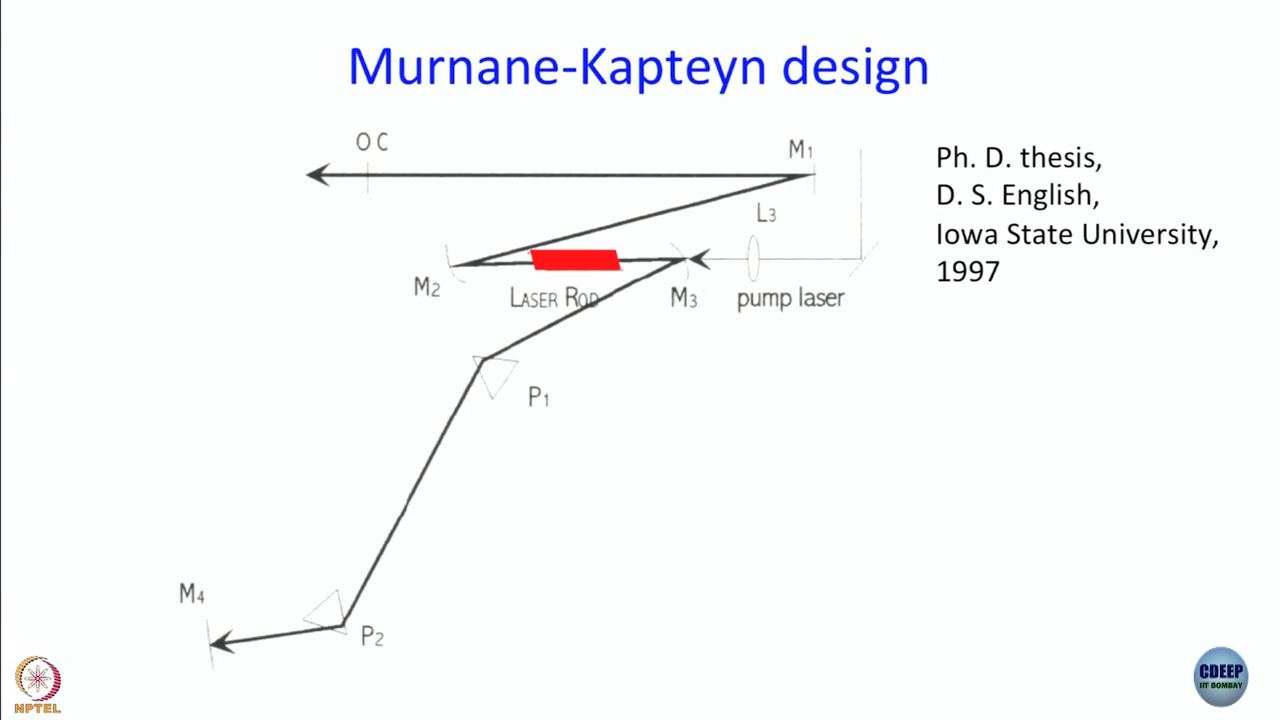 Murnane-Kapteyn design
O C
M1
Ph. D. thesis,
D. S. English,
Iowa State University,
1997
L3
M2
LASER ROD
M3
pump laser
P1
M4
P2
NPTEL
CDEEP
IIT BOMBAY